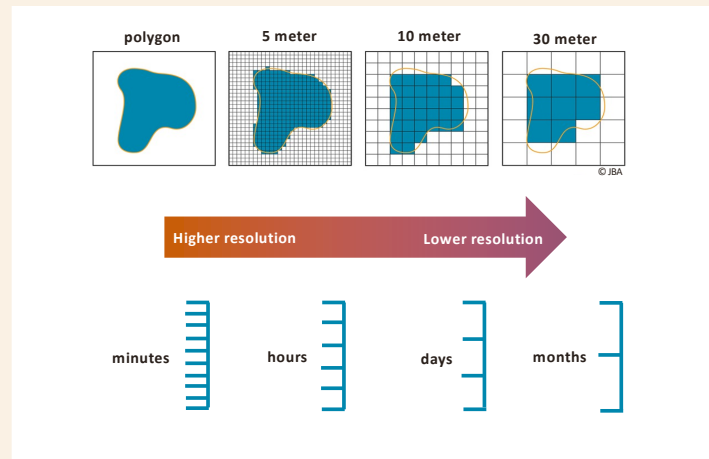 polygon
5 meter
10 meter
30 meter
© JBA
Higher resolution
Lower resolution
minutes
hours
days
months